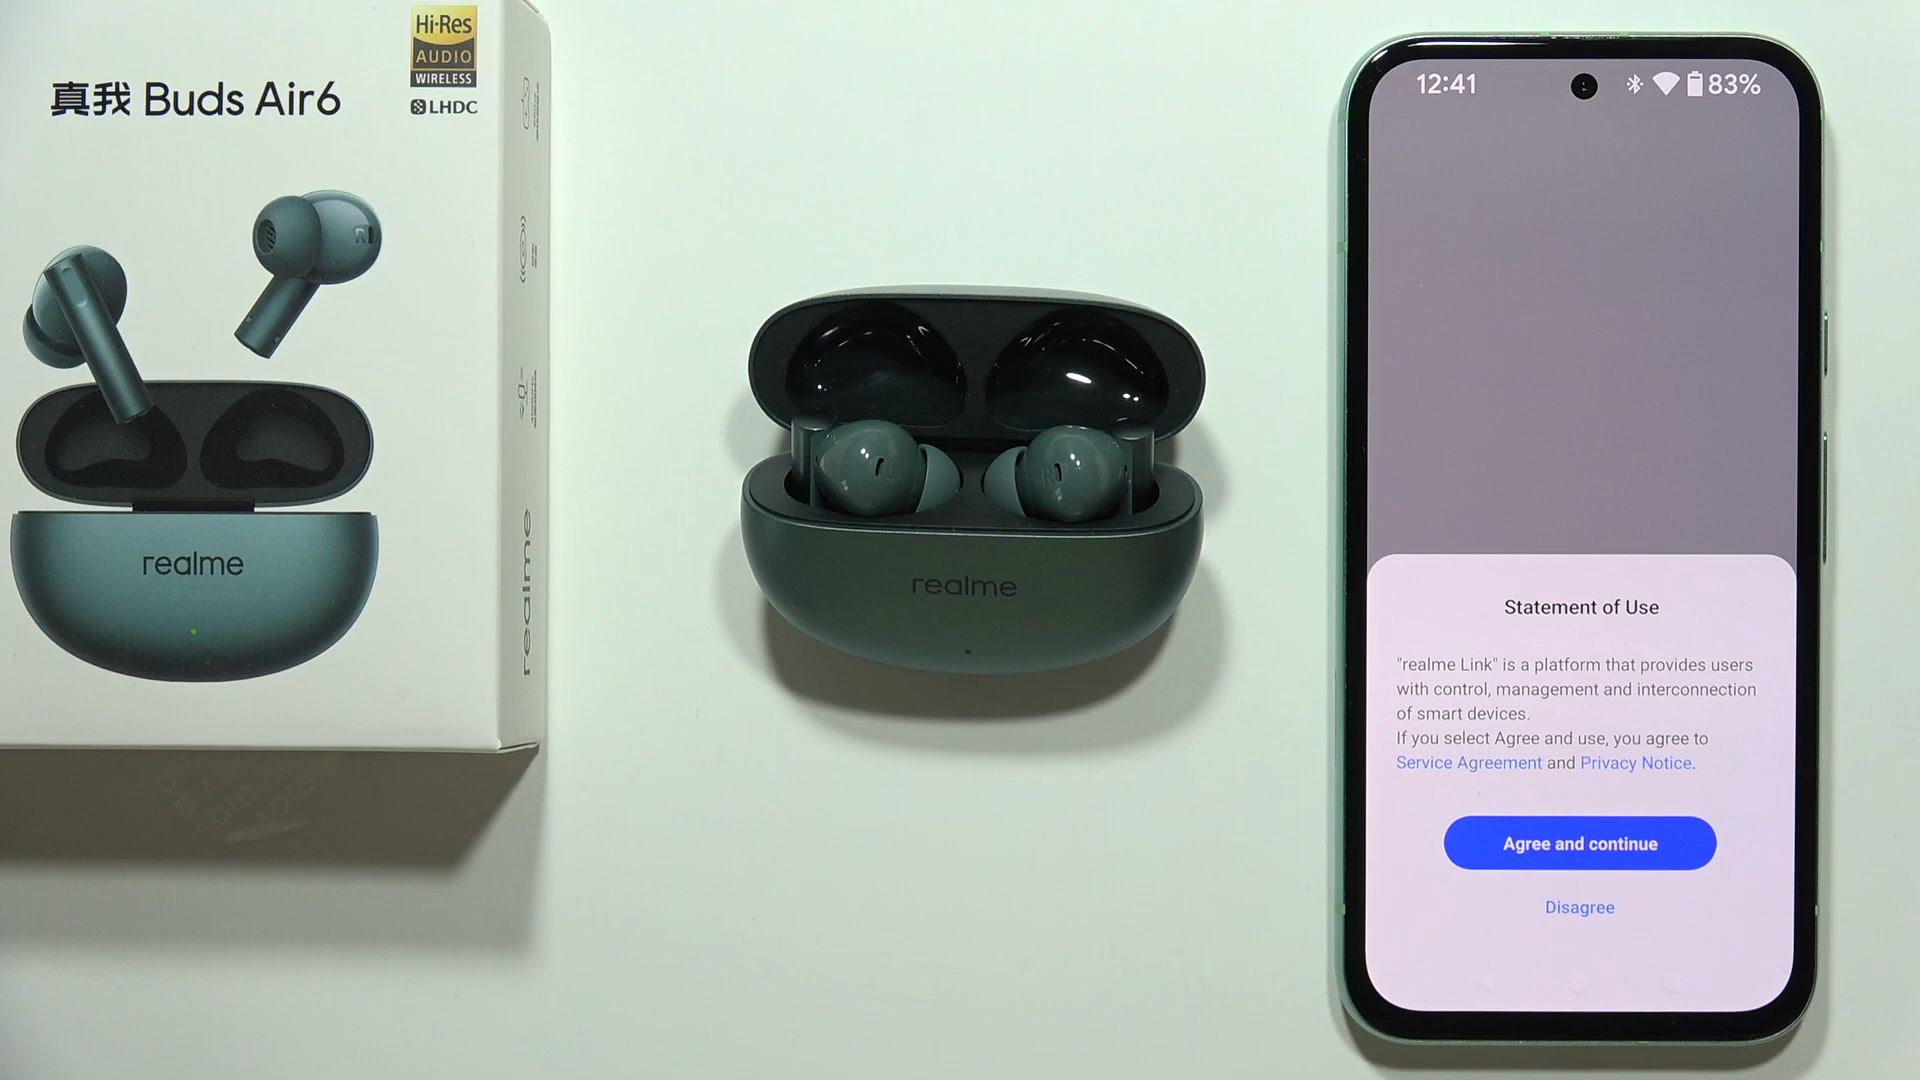 真我 Buds Air6
Hi-Res
AUDIO
WIRELESS
LHDC
R
realme
realme
realme
12:41
83%
Statement of Use
"realme Link" is a platform that provides users
with control, management and interconnection
of smart devices.
If you select Agree and use, you agree to
Service Agreement and Privacy Notice.
Agree and continue
Disagree